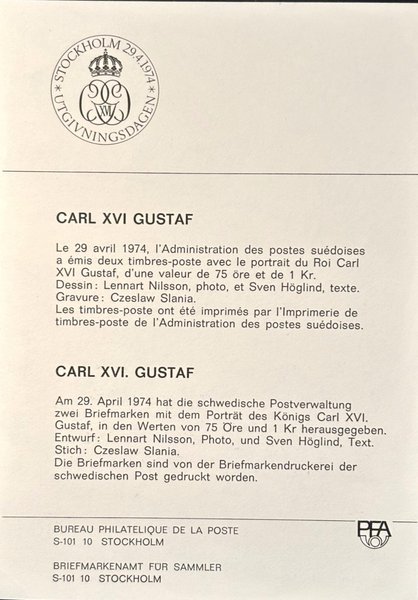 * STOCKHOLM 29.4.1974 * UTGIVNINGSDAGEN
XVI
CARL XVI GUSTAF
Le 29 avril 1974, l'Administration des postes suédoises
a émis deux timbres-poste avec le portrait du Roi Carl
XVI Gustaf, d'une valeur de 75 öre et de 1 Kr.
Dessin: Lennart Nilsson, photo, et Sven Höglind, texte.
Gravure: Czeslaw Slania.
Les timbres-poste ont été imprimés par l'Imprimerie de
timbres-poste de l'Administration des postes suédoises.
CARL XVI. GUSTAF
Am 29. April 1974 hat die schwedische Postverwaltung
zwei Briefmarken mit dem Porträt des Königs Carl XVI.
Gustaf, in den Werten von 75 Öre und 1 Kr herausgegeben.
Entwurf: Lennart Nilsson, Photo, und Sven Höglind, Text.
Stich: Czeslaw Slania.
Die Briefmarken sind von der Briefmarkendruckerei der
schwedischen Post gedruckt worden.
BUREAU PHILATELIQUE DE LA POSTE
S-101 10 STOCKHOLM
PFA
BRIEFMARKENAMT FÜR SAMMLER
S-101 10 STOCKHOLM